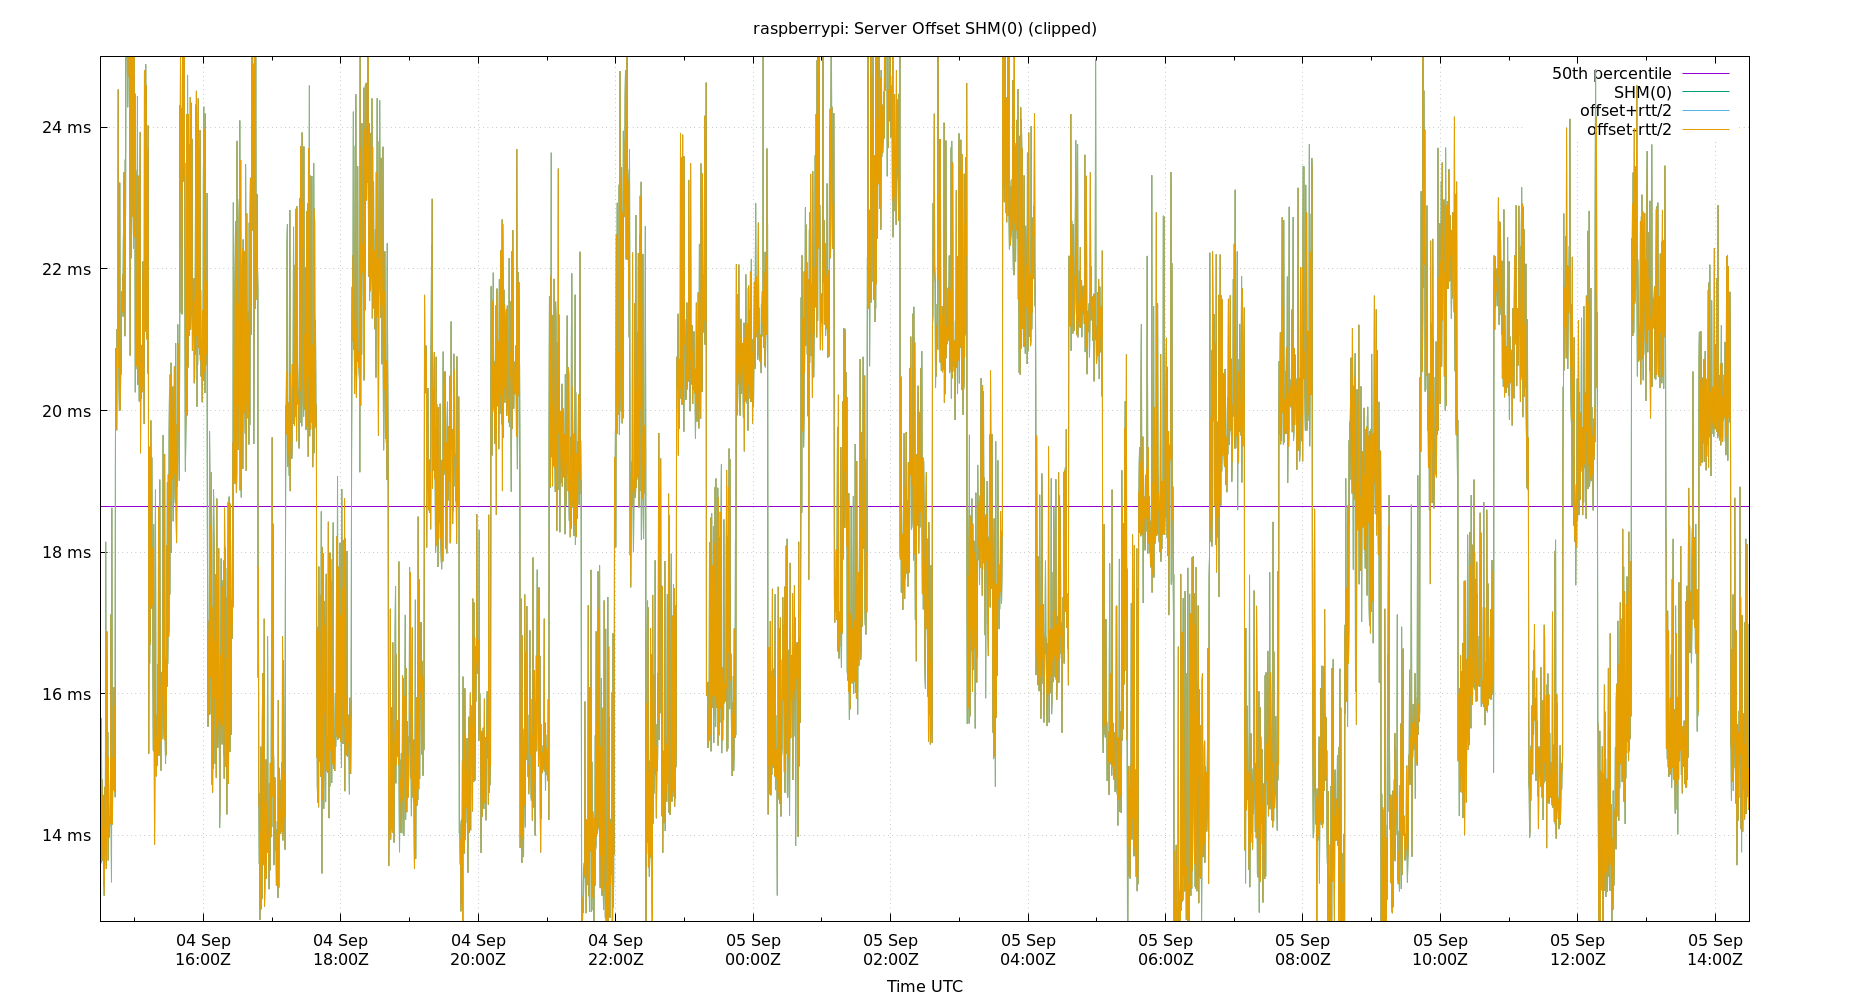 raspberrypi: Server Offset SHM(0) (clipped)
50th percentile
SHM(0)
offset+rtt/2
offset-rtt/2
24 ms
22 ms
20 ms
18 ms
16 ms
14 ms
04 Sep 04 Sep 04 Sep 04 Sep 05 Sep 05 Sep 05 Sep 05 Sep 05 Sep 05 Sep 05 Sep 05 Sep
16:00Z 18:00Z 20:00Z 22:00Z 00:00Z 02:00Z 04:00Z 06:00Z 08:00Z 10:00Z 12:00Z 14:00Z
Time UTC